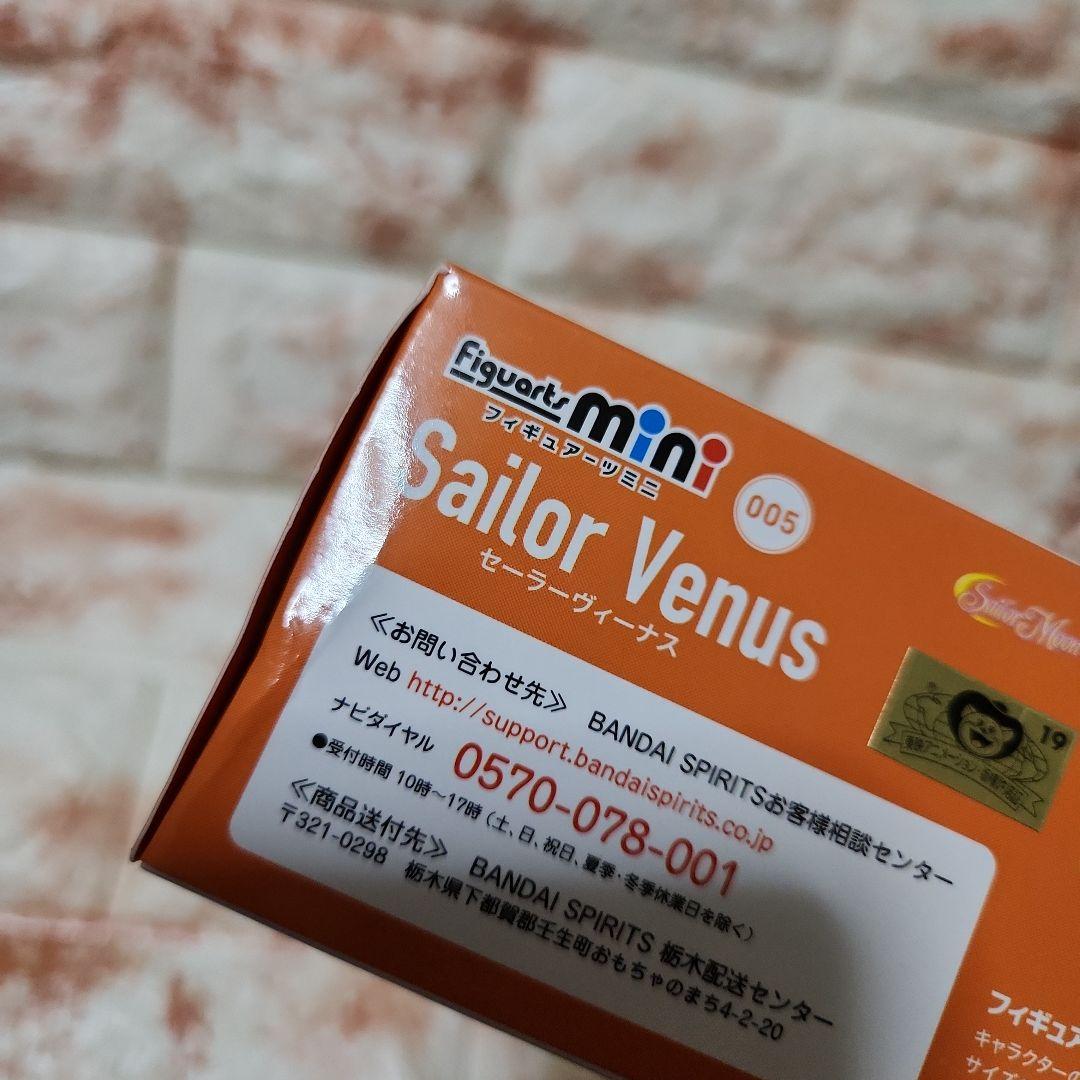 Figuarts mini
フィギュアーツミニ
005
Sailor Venus
セーラーヴィーナス
Sailor Moon
19
≪お問い合わせ先≫ BANDAI SPIRITSお客様相談センター
Web http://support.bandaispirits.co.jp
ナビダイヤル 0570-078-001
●受付時間 10時～17時（土、日、祝日、夏季・冬季休業日を除く）
≪商品送付先≫ BANDAI SPIRITS 栃木配送センター
〒321-0298 栃木県下都賀郡壬生町おもちゃのまち4-2-20
フィギュア
キャラクターの
サイズ